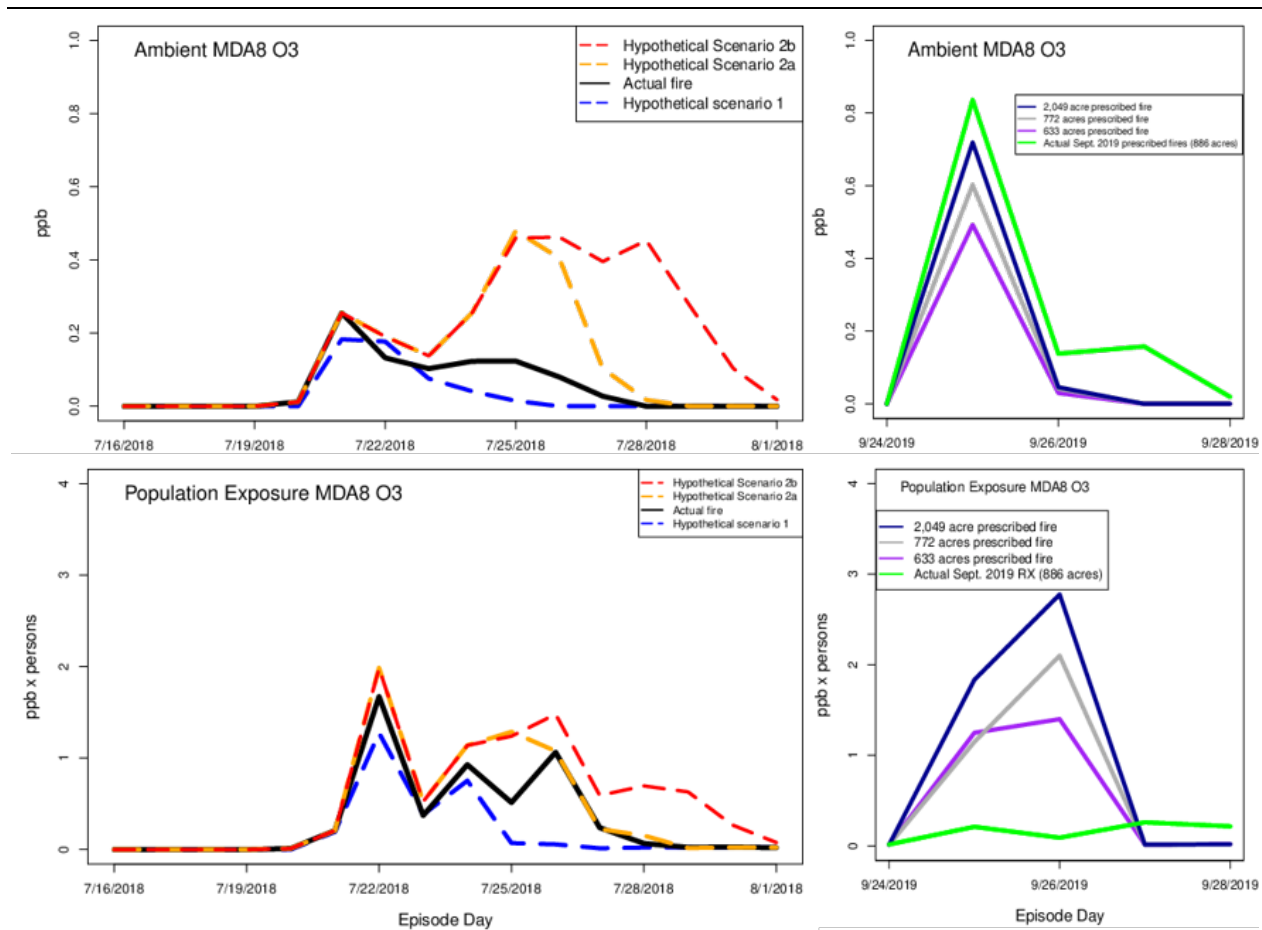 Ambient MDA8 O3
Hypothetical Scenario 2b
Hypothetical Scenario 2a
Actual fire
Hypothetical scenario 1
ppb
1.0
0.8
0.6
0.4
0.2
0.0
7/16/2018 7/19/2018 7/22/2018 7/25/2018 7/28/2018 8/1/2018
Ambient MDA8 O3
2,049 acre prescribed fire
772 acres prescribed fire
633 acres prescribed fire
Actual Sept. 2019 prescribed fires (886 acres)
ppb
1.0
0.8
0.6
0.4
0.2
0.0
9/24/2019 9/26/2019 9/28/2019
Population Exposure MDA8 O3
Hypothetical Scenario 2b
Hypothetical Scenario 2a
Actual fire
Hypothetical scenario 1
ppb x persons
4
3
2
1
0
7/16/2018 7/19/2018 7/22/2018 7/25/2018 7/28/2018 8/1/2018
Episode Day
Population Exposure MDA8 O3
2,049 acre prescribed fire
772 acres prescribed fire
633 acres prescribed fire
Actual Sept. 2019 RX (886 acres)
ppb x persons
4
3
2
1
0
9/24/2019 9/26/2019 9/28/2019
Episode Day